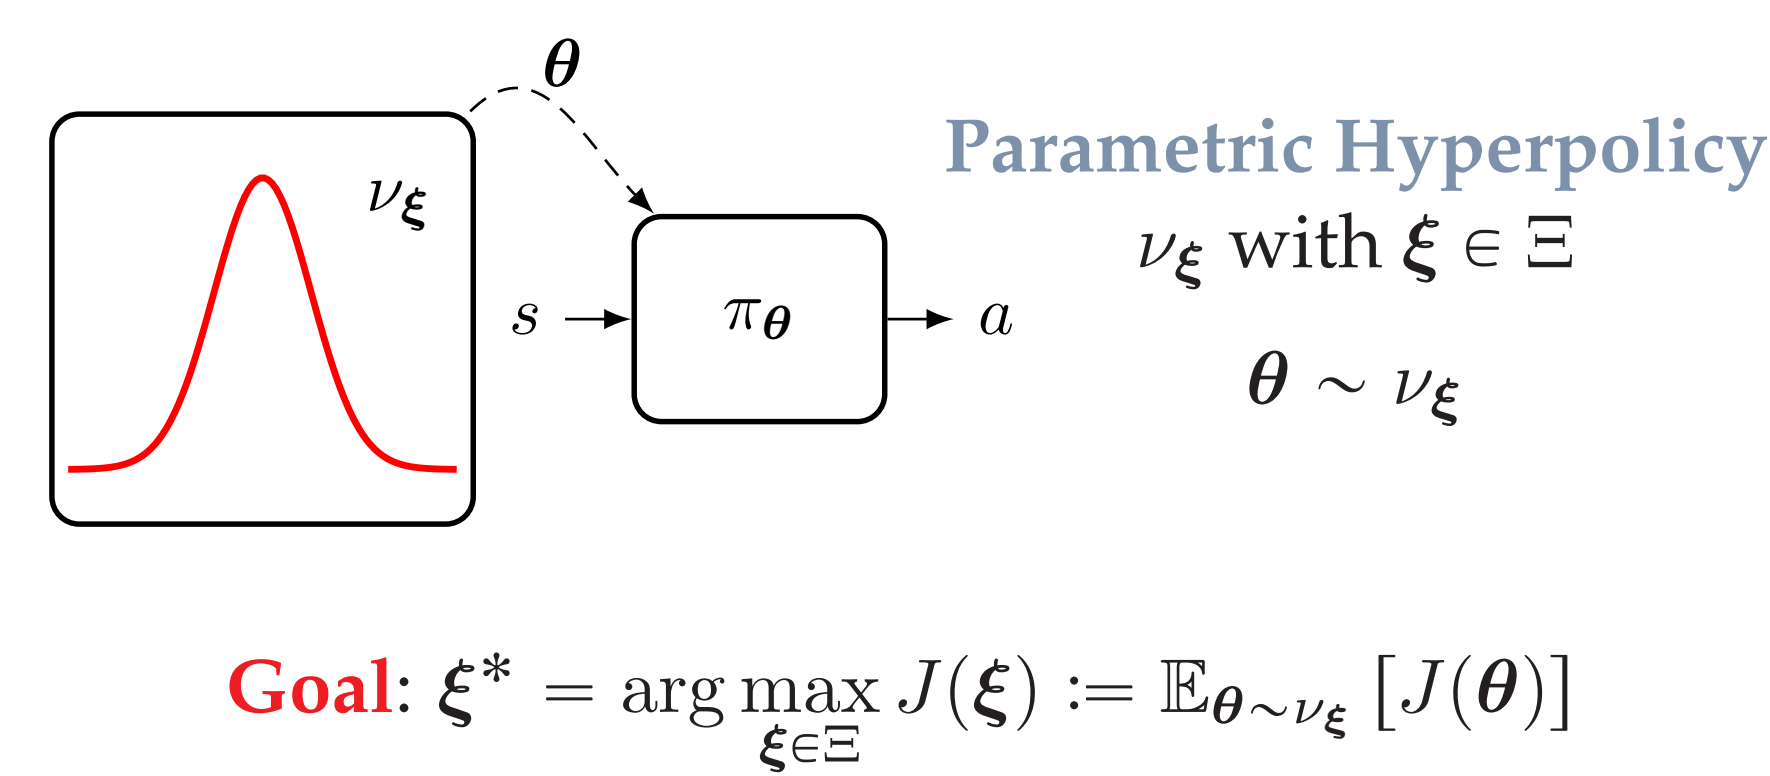 θ
ν_ξ
s
π_θ
a
Parametric Hyperpolicy
ν_ξ with ξ ∈ Ξ
θ ∼ ν_ξ
Goal: ξ* = arg max_{ξ∈Ξ} J(ξ) := 𝔼_{θ∼ν_ξ} [J(θ)]